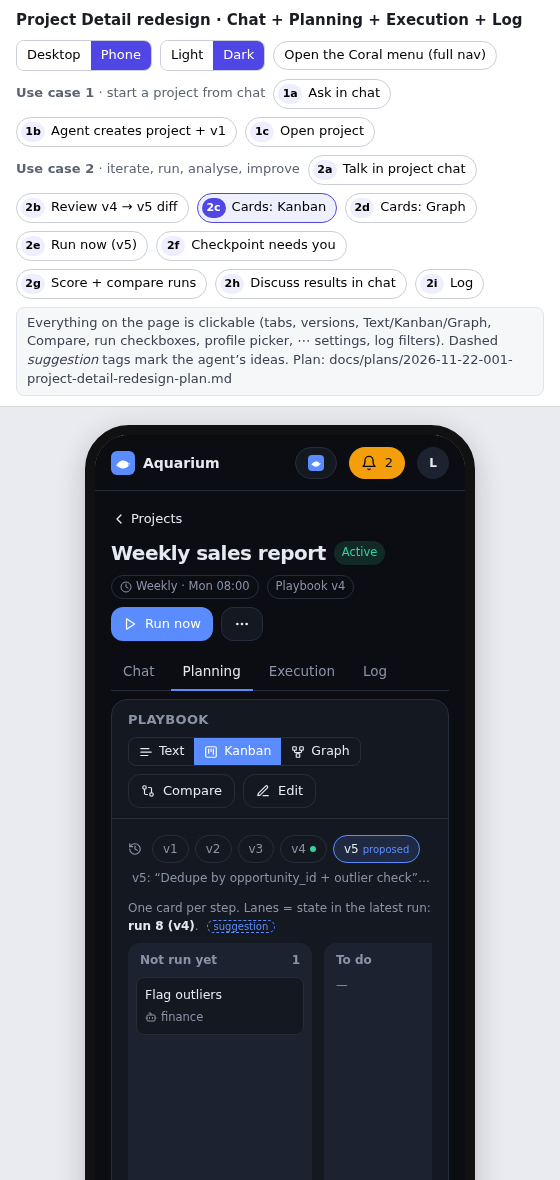 Project Detail redesign · Chat + Planning + Execution + Log
Desktop Phone Light Dark Open the Coral menu (full nav)
Use case 1 · start a project from chat 1a Ask in chat
1b Agent creates project + v1 1c Open project
Use case 2 · iterate, run, analyse, improve 2a Talk in project chat
2b Review v4 → v5 diff 2c Cards: Kanban 2d Cards: Graph
2e Run now (v5) 2f Checkpoint needs you
2g Score + compare runs 2h Discuss results in chat 2i Log
Everything on the page is clickable (tabs, versions, Text/Kanban/Graph,
Compare, run checkboxes, profile picker, ··· settings, log filters). Dashed
suggestion tags mark the agent’s ideas. Plan: docs/plans/2026-11-22-001-
project-detail-redesign-plan.md
Aquarium 2 L
Projects
Weekly sales report Active
Weekly · Mon 08:00 Playbook v4
Run now ···
Chat Planning Execution Log
PLAYBOOK
Text Kanban Graph
Compare Edit
v1 v2 v3 v4 v5 proposed
v5: “Dedupe by opportunity_id + outlier check”…
One card per step. Lanes = state in the latest run:
run 8 (v4). suggestion
Not run yet 1 To do
Flag outliers —
finance